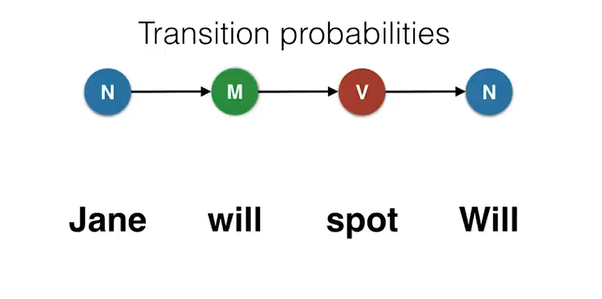 Transition probabilities
N M V N
Jane will spot Will